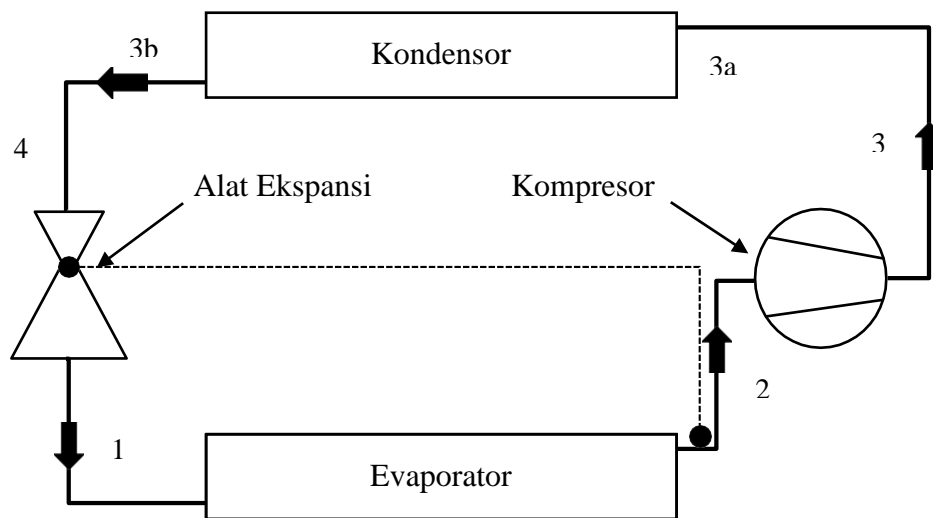 3b
Kondensor
3a
4
3
Alat Ekspansi
Kompresor
2
1
Evaporator